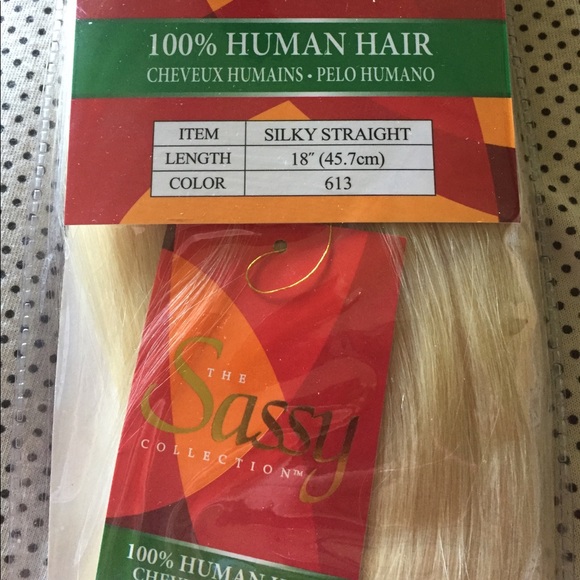 100% HUMAN HAIR
CHEVEUX HUMAINS • PELO HUMANO
ITEM SILKY STRAIGHT
LENGTH 18″ (45.7cm)
COLOR 613
THE
Sassy
COLLECTION™
100% HUMAN